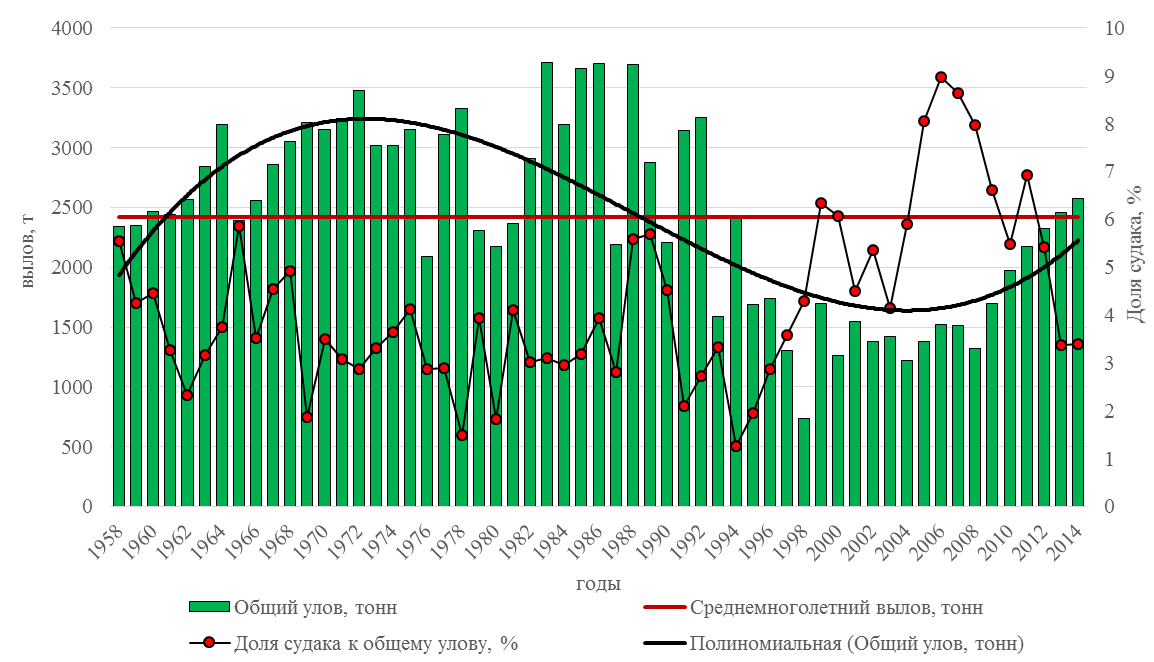 4000
3500
3000
2500
2000
1500
1000
500
0
вылов, т
10
9
8
7
6
5
4
3
2
1
0
Доля судака, %
1958 1960 1962 1964 1966 1968 1970 1972 1974 1976 1978 1980 1982 1984 1986 1988 1990 1992 1994 1996 1998 2000 2002 2004 2006 2008 2010 2012 2014
годы
Общий улов, тонн
Среднемноголетний вылов, тонн
Доля судака к общему улову, %
Полиномиальная (Общий улов, тонн)